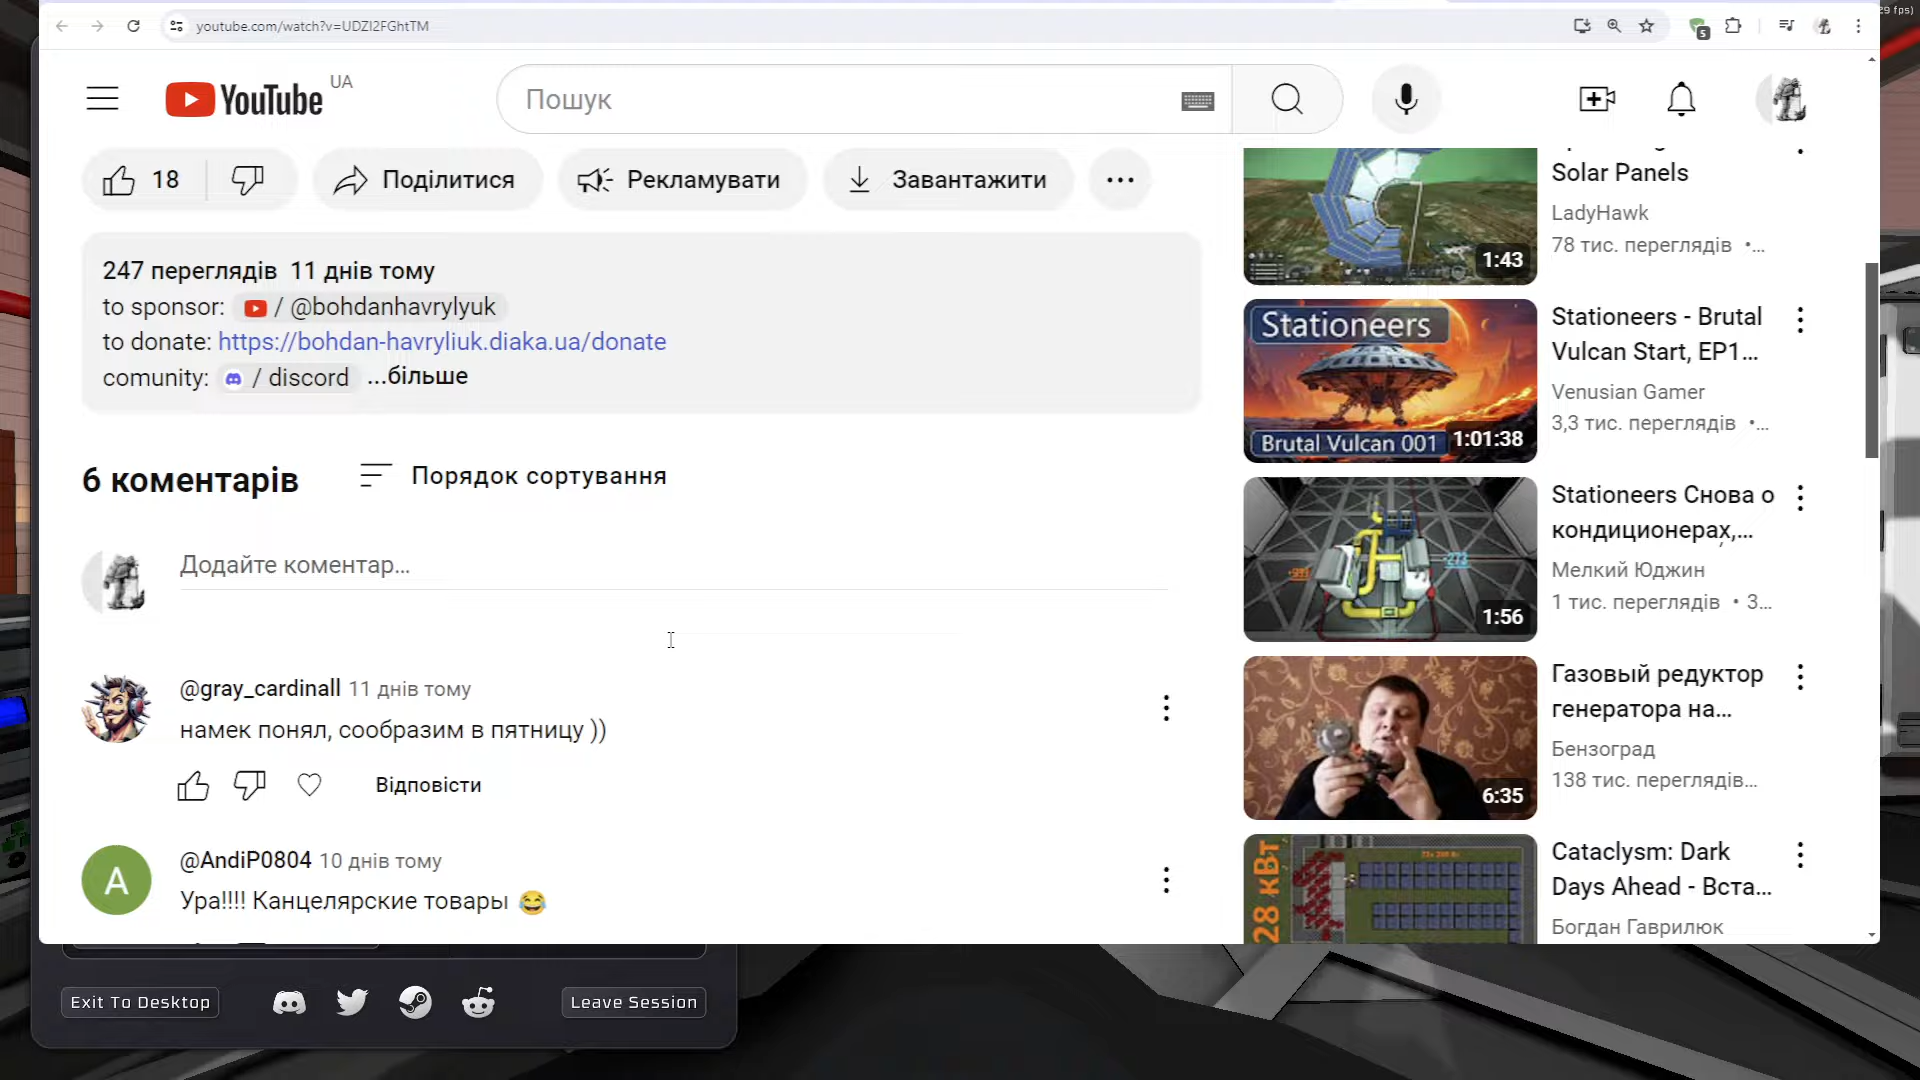 29 fps)
youtube.com/watch?v=UDZI2FGhtTM
5
YouTube
UA
Пошук
18
Поділитися
Рекламувати
Завантажити
247 переглядів 11 днів тому
to sponsor: / @bohdanhavrylyuk
to donate: https://bohdan-havryliuk.diaka.ua/donate
comunity: / discord ...більше
6 коментарів
Порядок сортування
Додайте коментар...
@gray_cardinall 11 днів тому
намек понял, сообразим в пятницу ))
Відповісти
A
@AndiP0804 10 днів тому
Ура!!!! Канцелярские товары 😂
1:43
Solar Panels
LadyHawk
78 тис. переглядів •...
Stationeers
Brutal Vulcan 001
1:01:38
Stationeers - Brutal
Vulcan Start, EP1...
Venusian Gamer
3,3 тис. переглядів •...
1:56
Stationeers Снова о
кондиционерах,...
Мелкий Юджин
1 тис. переглядів • 3...
6:35
Газовый редуктор
генератора на...
Бензоград
138 тис. переглядів...
28 кВт
Cataclysm: Dark
Days Ahead - Вста...
Богдан Гаврилюк
Exit To Desktop
Leave Session